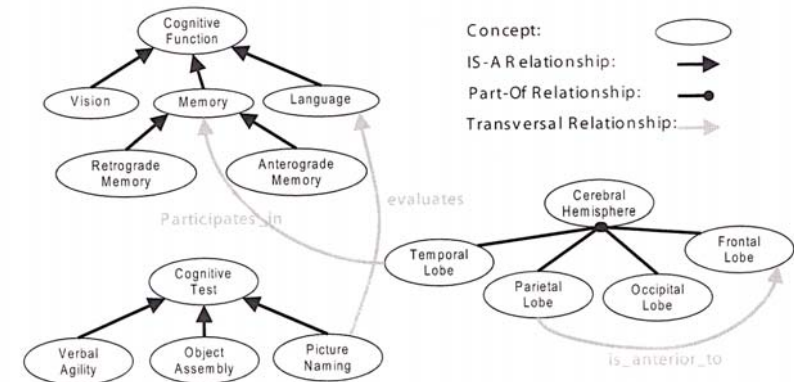 Cognitive
Function
Vision
Memory
Language
Retrograde
Memory
Anterograde
Memory
Participates_in
evaluates
Cognitive
Test
Verbal
Agility
Object
Assembly
Picture
Naming
Concept:
IS-A Relationship:
Part-Of Relationship:
Transversal Relationship:
Cerebral
Hemisphere
Temporal
Lobe
Parietal
Lobe
Occipital
Lobe
Frontal
Lobe
is_anterior_to